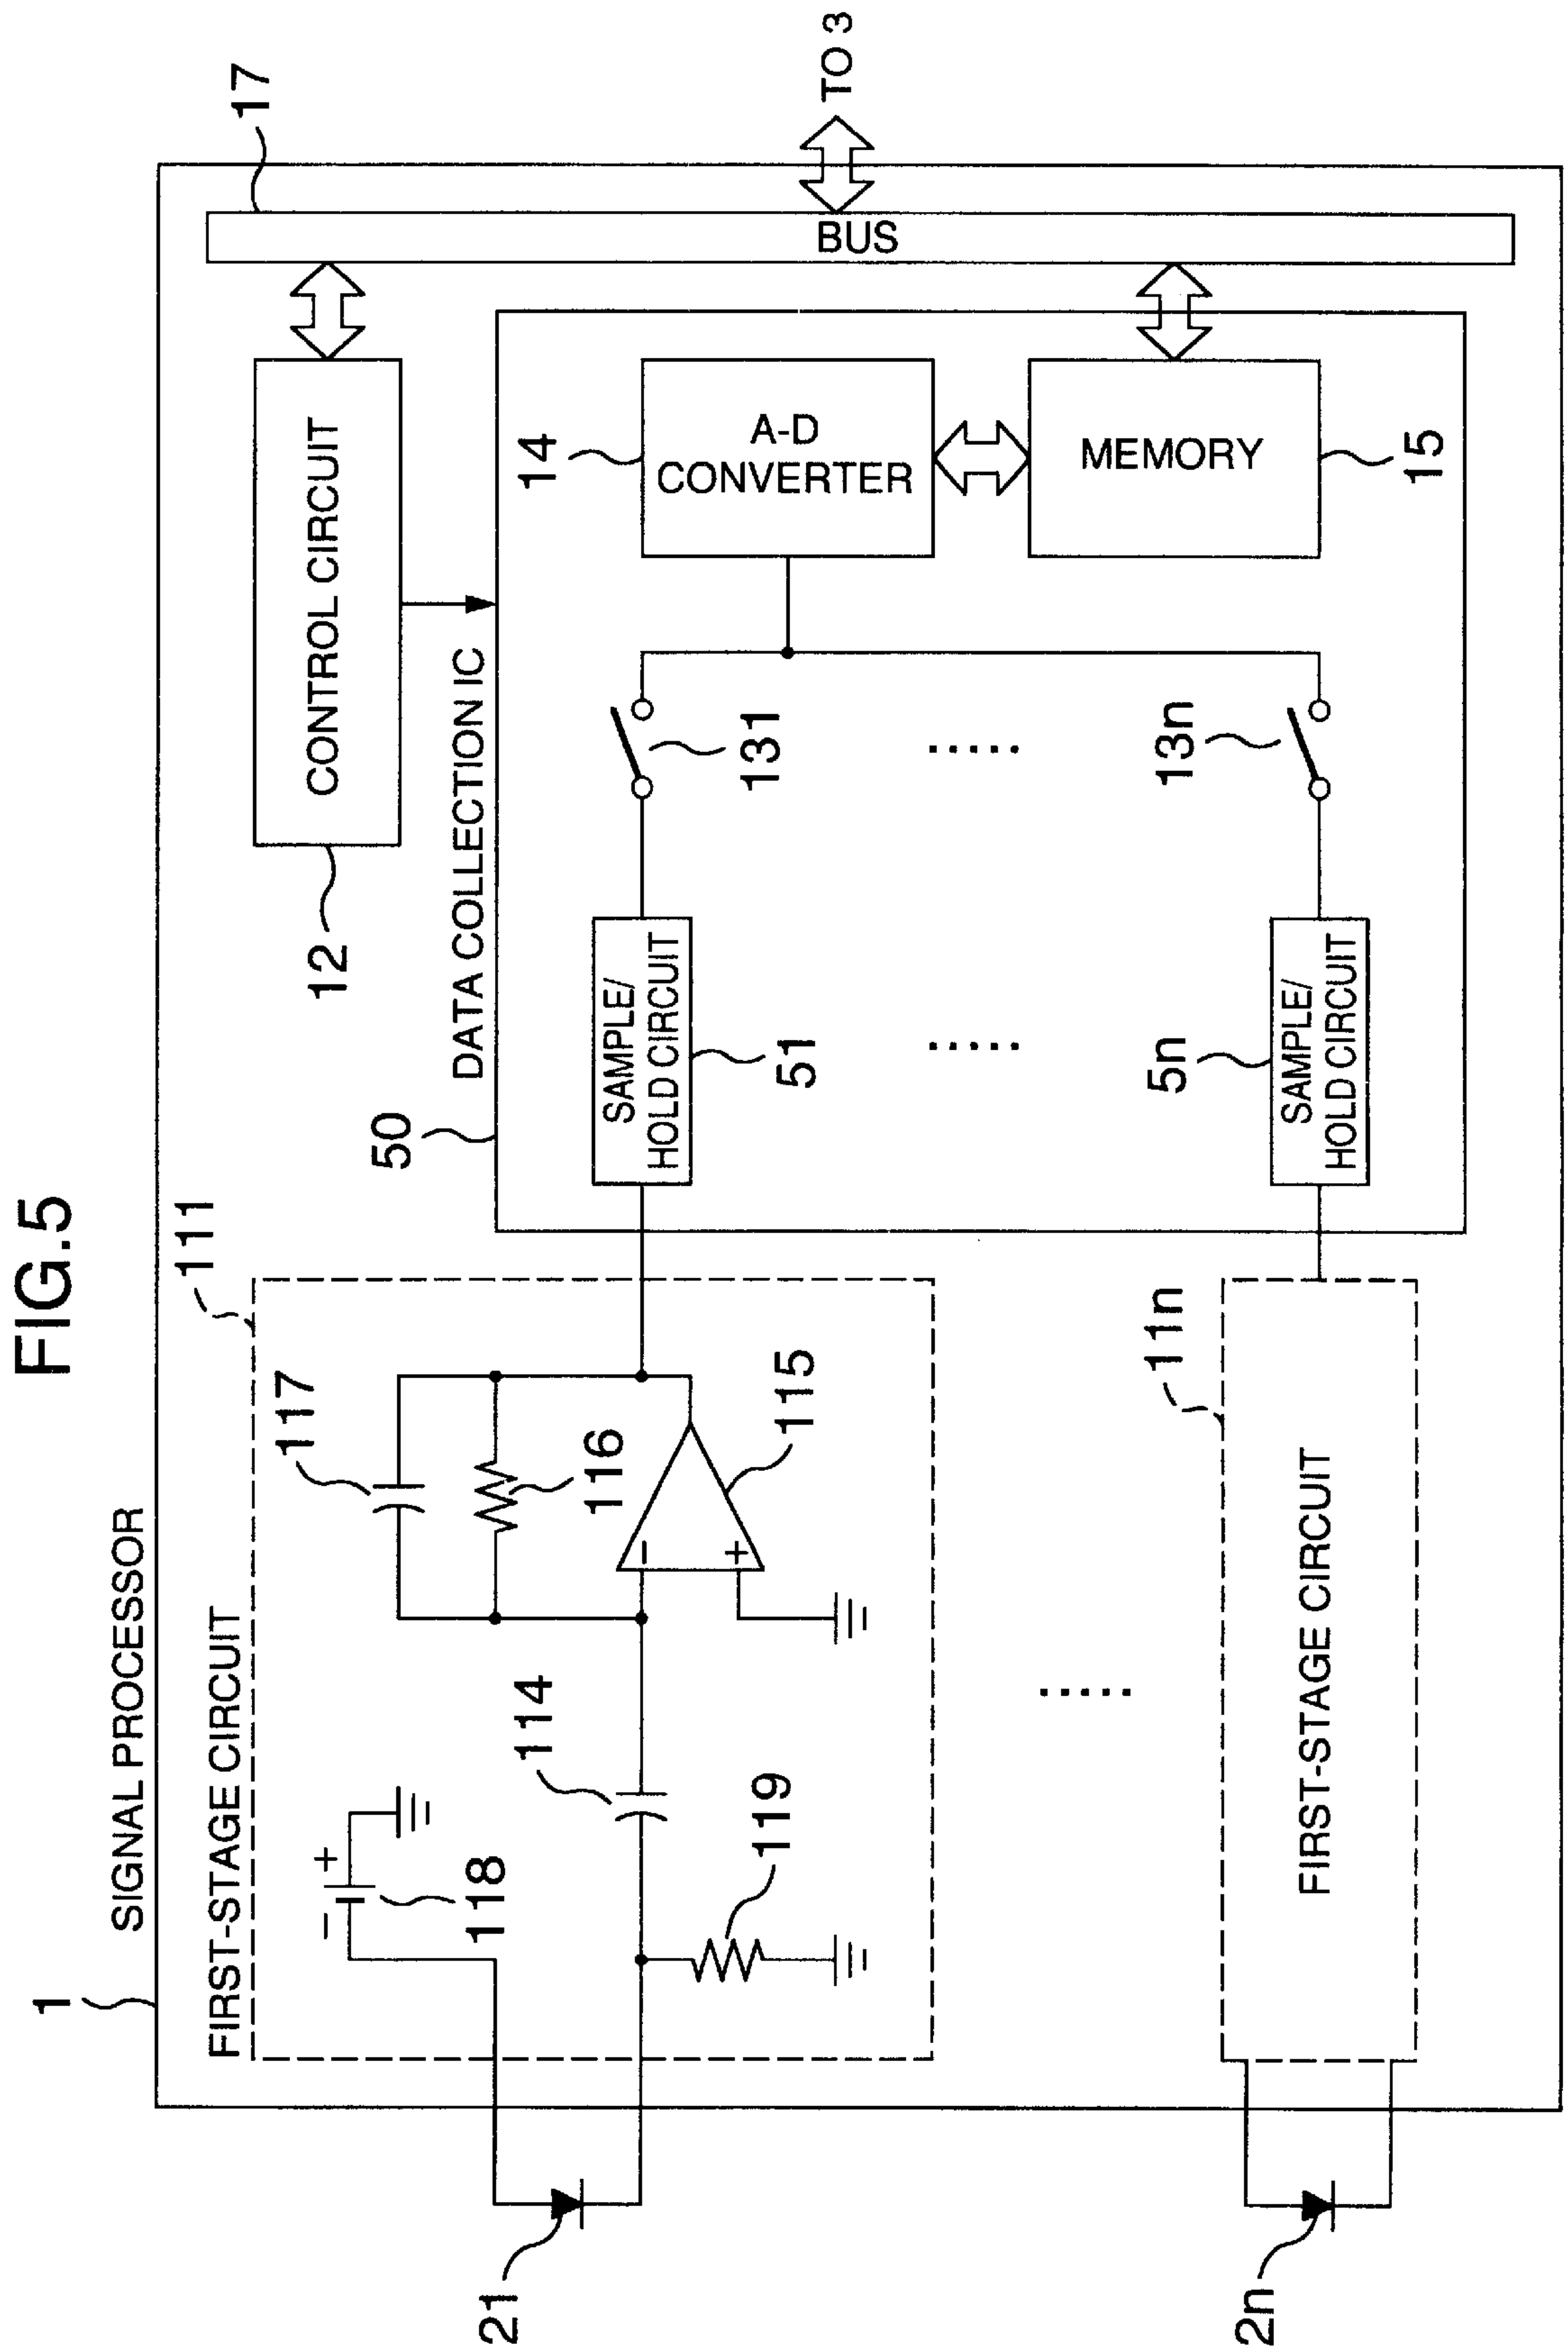 FIG.5
1
SIGNAL PROCESSOR
FIRST-STAGE CIRCUIT
111
118
−
+
114
119
117
116
115
−
+
21
50
DATA COLLECTION IC
12
CONTROL CIRCUIT
17
BUS
TO 3
SAMPLE/
HOLD CIRCUIT
51
131
14
A-D
CONVERTER
MEMORY
15
.....
.....
.....
11n
FIRST-STAGE CIRCUIT
2n
5n
SAMPLE/
HOLD CIRCUIT
13n